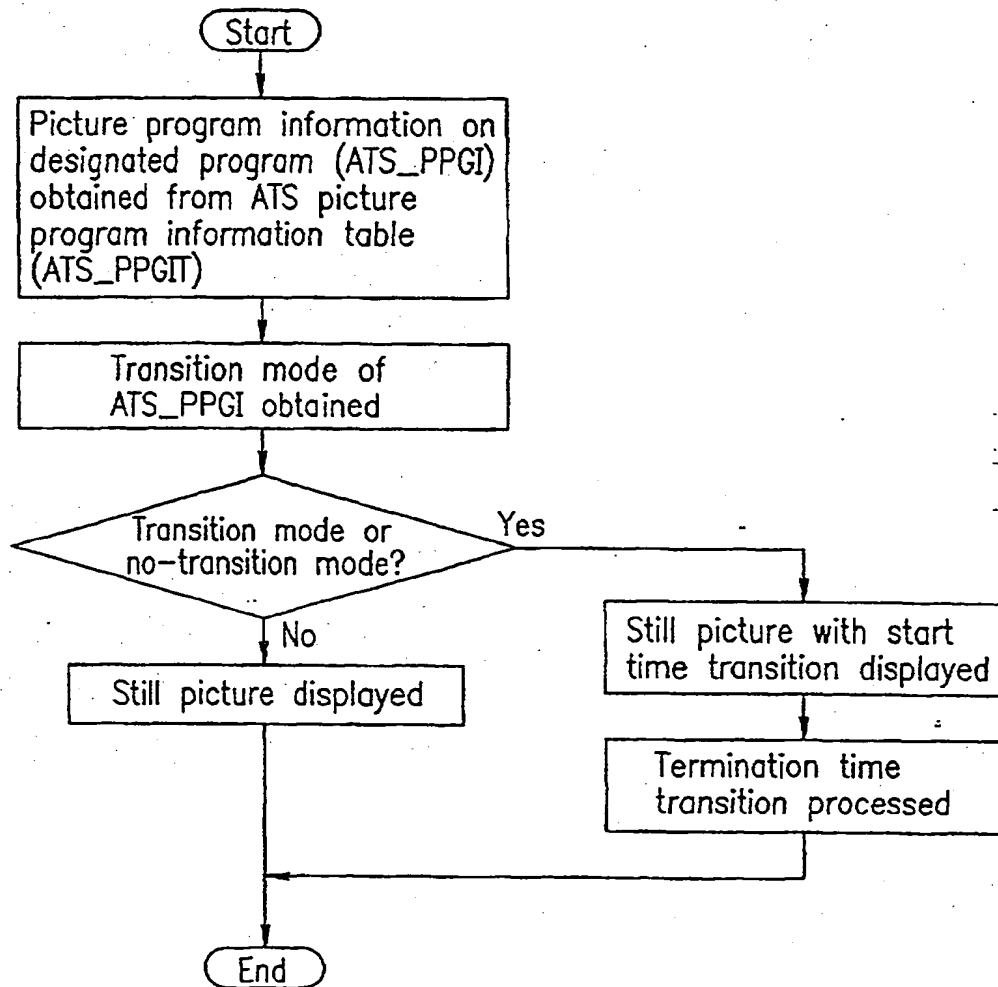 Start
Picture program information on
designated program (ATS_PPGI)
obtained from ATS picture
program information table
(ATS_PPGIT)
Transition mode of
ATS_PPGI obtained
Transition mode or
no-transition mode?
Yes
No
Still picture with start
time transition displayed
Still picture displayed
Termination time
transition processed
End